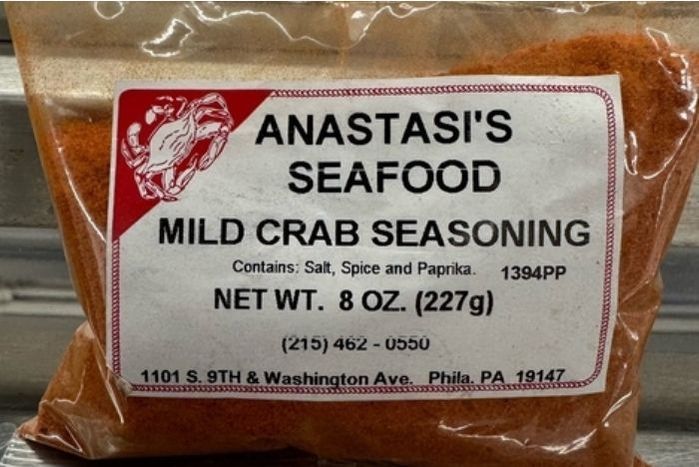 ANASTASI'S
SEAFOOD
MILD CRAB SEASONING
Contains: Salt, Spice and Paprika. 1394PP
NET WT. 8 OZ. (227g)
(215) 462 - 0550
1101 S. 9TH & Washington Ave. Phila. PA 19147